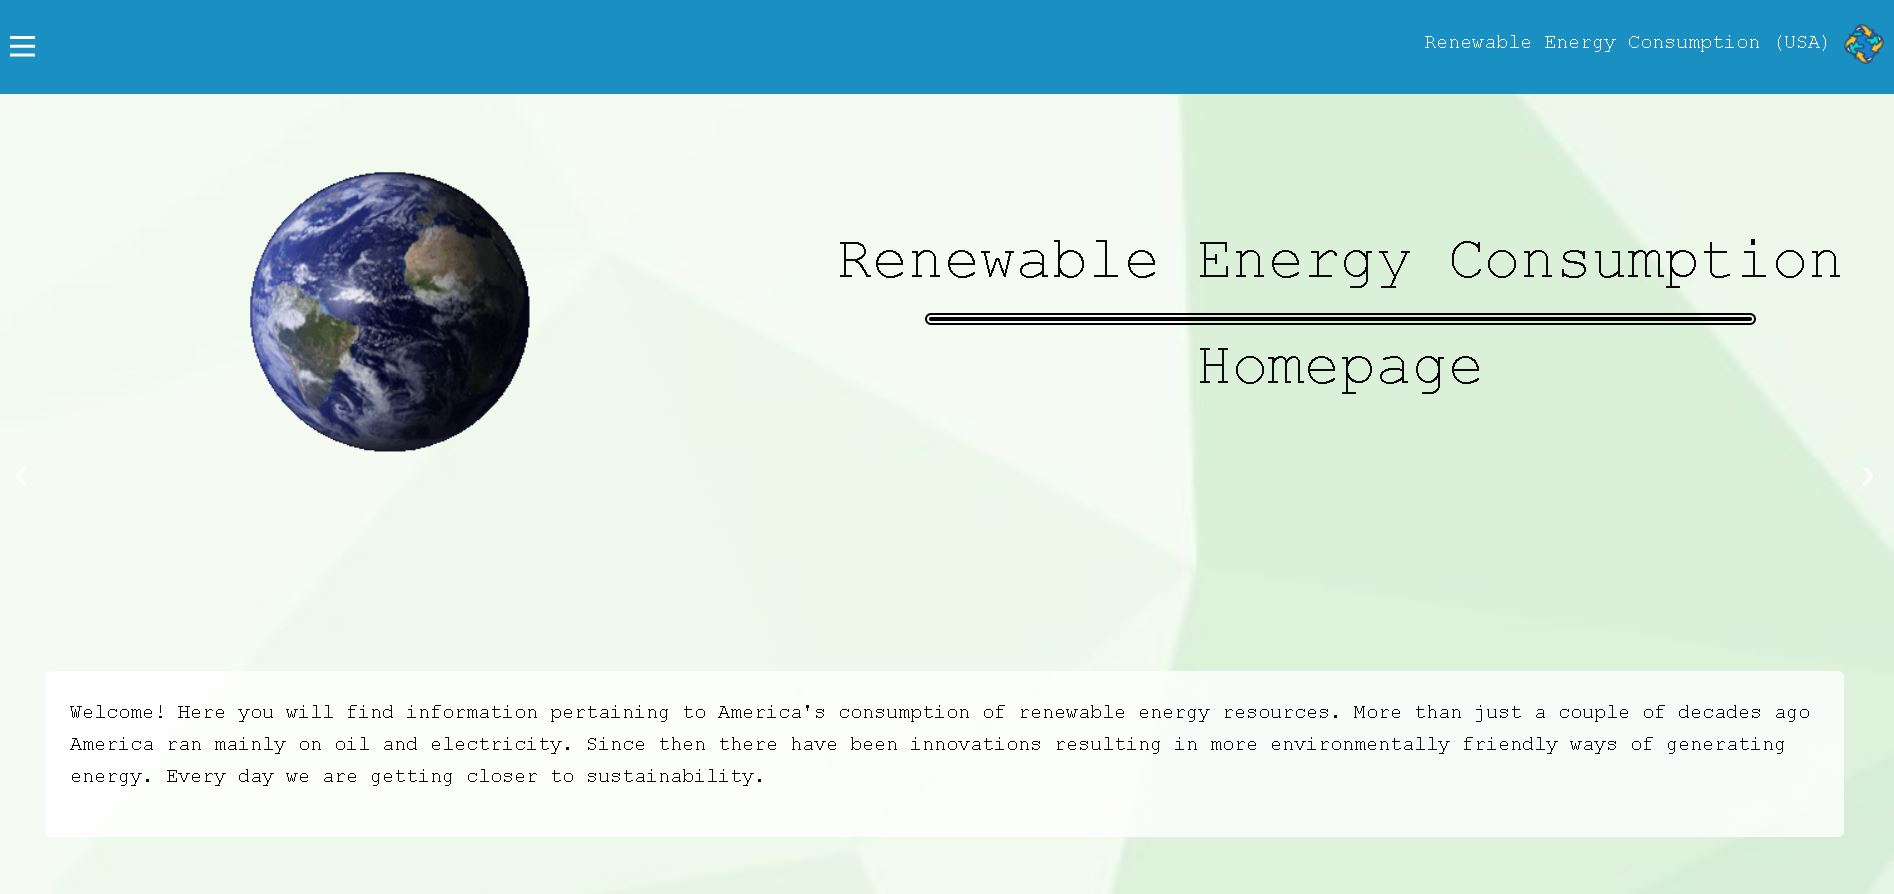 Renewable Energy Consumption (USA)
Renewable Energy Consumption
Homepage
Welcome! Here you will find information pertaining to America's consumption of renewable energy resources. More than just a couple of decades ago
America ran mainly on oil and electricity. Since then there have been innovations resulting in more environmentally friendly ways of generating
energy. Every day we are getting closer to sustainability.